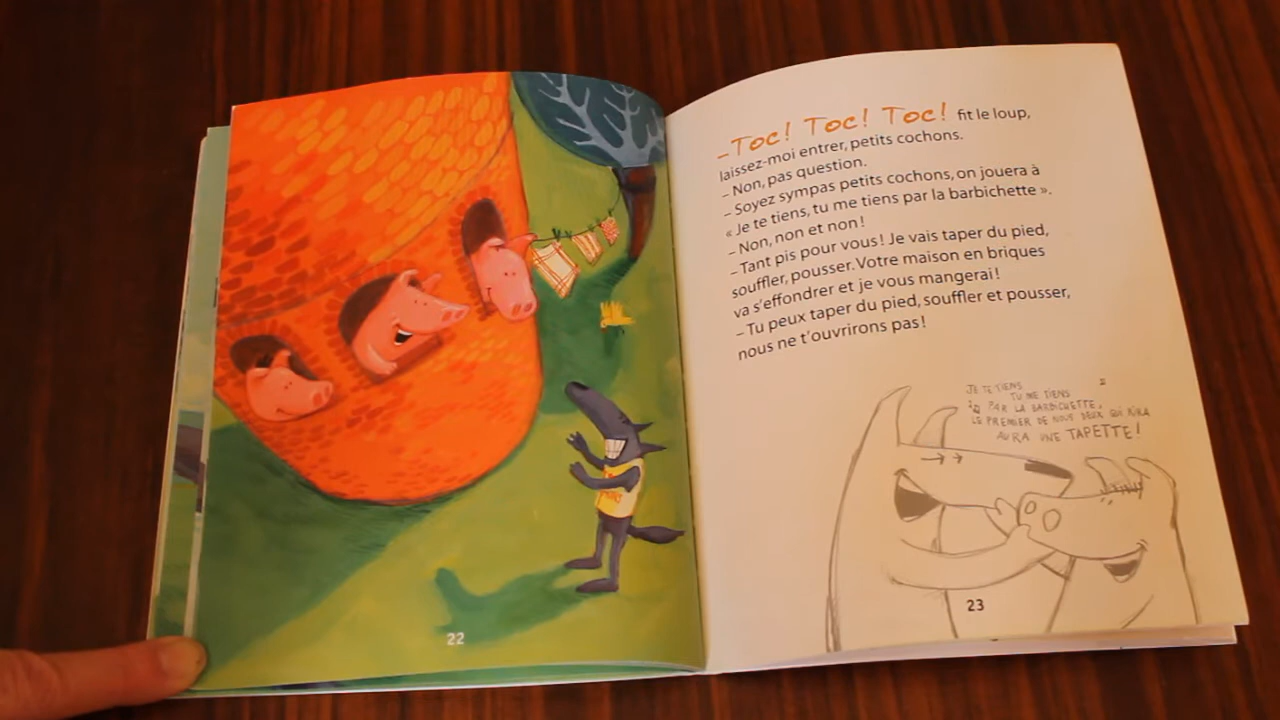 – Toc! Toc! Toc! fit le loup,
laissez-moi entrer, petits cochons.
– Non, pas question.
– Soyez sympas petits cochons, on jouera à
« Je te tiens, tu me tiens par la barbichette ».
– Non, non et non !
– Tant pis pour vous ! Je vais taper du pied,
souffler, pousser. Votre maison en briques
va s’effondrer et je vous mangerai !
– Tu peux taper du pied, souffler et pousser,
nous ne t’ouvrirons pas !
JE TE TIENS
TU ME TIENS
PAR LA BARBICHETTE,
LE PREMIER DE NOUS DEUX QUI RIRA
AURA UNE TAPETTE !
22
23